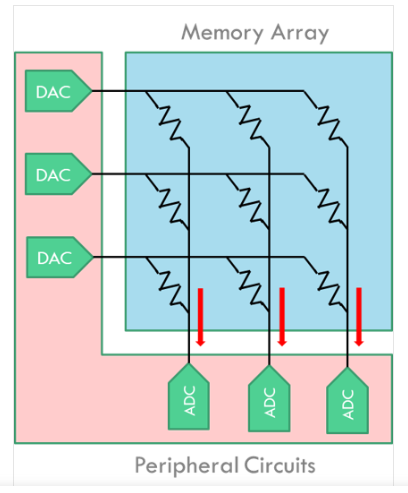 Memory Array
DAC
DAC
DAC
ADC
ADC
ADC
Peripheral Circuits